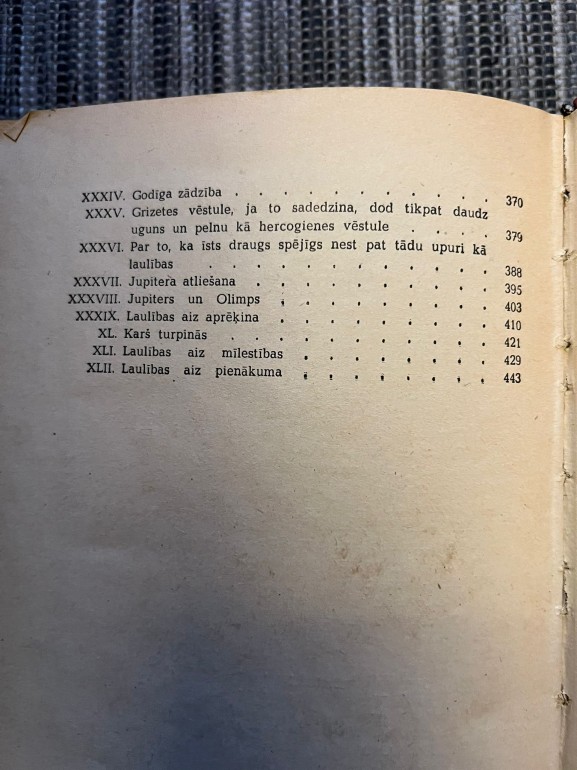 XXXIV. Godīga zādzība . . . . . . . . . . 370
XXXV. Grizetes vēstule, ja to sadedzina, dod tikpat daudz
uguns un pelnu kā hercogienes vēstule . . . . 379
XXXVI. Par to, ka īsts draugs spējīgs nest pat tādu upuri kā
laulības . . . . . . . . . . 388
XXXVII. Jupitera atliešana . . . . . . . . . 395
XXXVIII. Jupiters un Olimps . . . . . . . . 403
XXXIX. Laulības aiz aprēķina . . . . . . . . 410
XL. Karš turpinās . . . . . . . . . 421
XLI. Laulības aiz mīlestības . . . . . . . 429
XLII. Laulības aiz pienākuma . . . . . . . 443